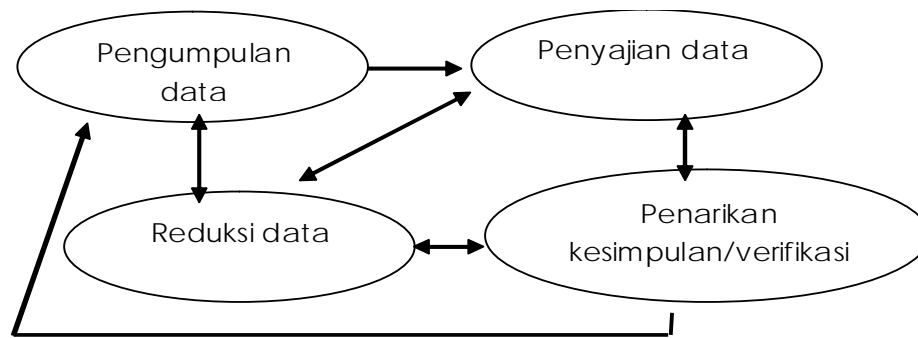 Pengumpulan
data
Penyajian data
Reduksi data
Penarikan
kesimpulan/verifikasi